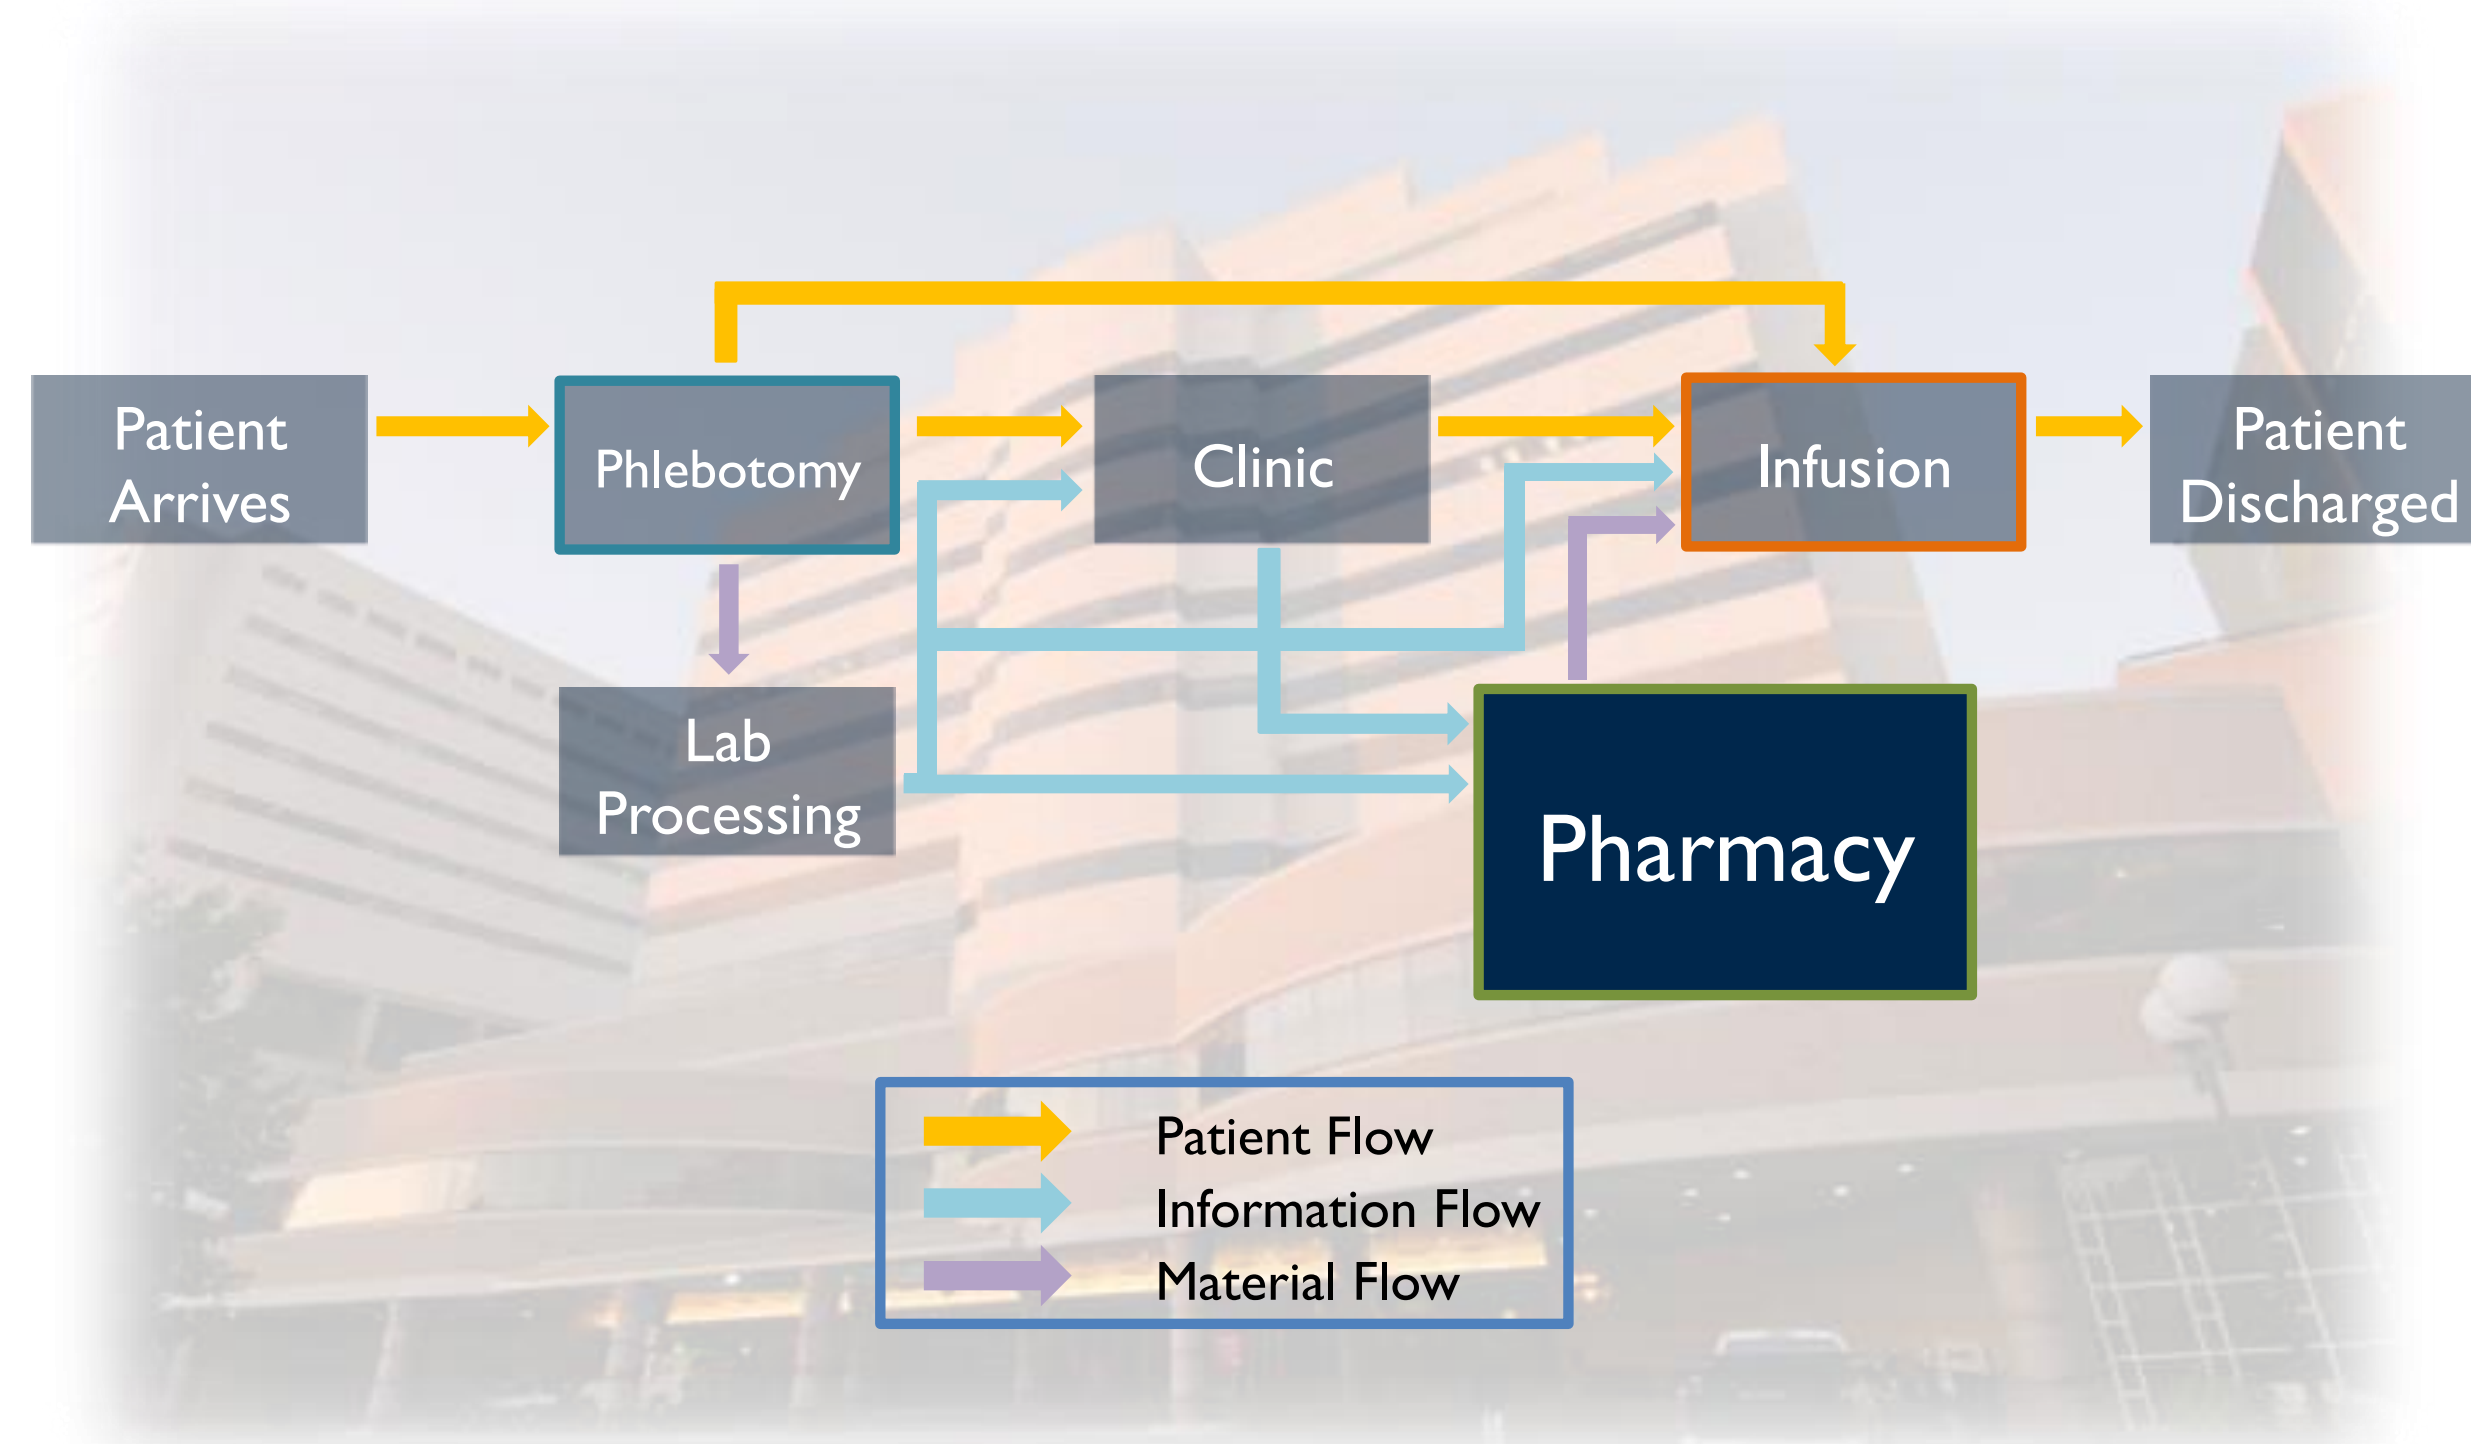 Patient
Arrives
Phlebotomy
Clinic
Infusion
Patient
Discharged
Lab
Processing
Pharmacy
Patient Flow
Information Flow
Material Flow